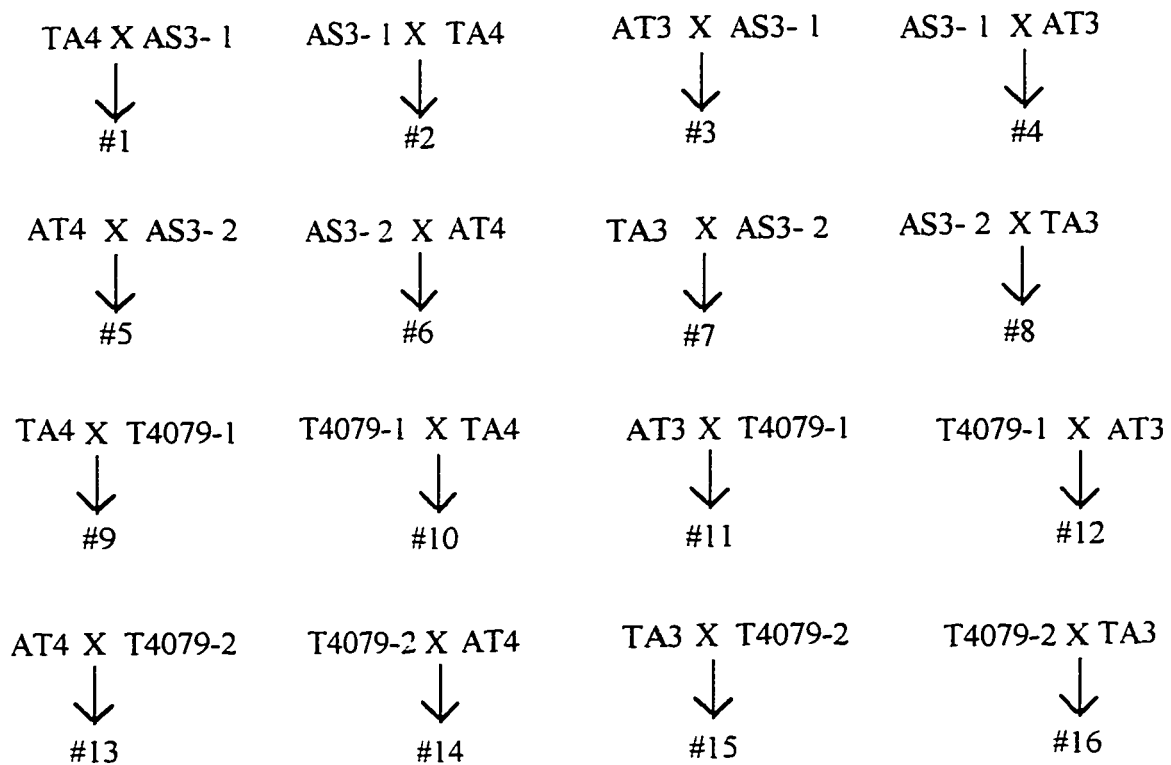 TA4 X AS3-1 AS3-1 X TA4 AT3 X AS3-1 AS3-1 X AT3
#1 #2 #3 #4
AT4 X AS3-2 AS3-2 X AT4 TA3 X AS3-2 AS3-2 X TA3
#5 #6 #7 #8
TA4 X T4079-1 T4079-1 X TA4 AT3 X T4079-1 T4079-1 X AT3
#9 #10 #11 #12
AT4 X T4079-2 T4079-2 X AT4 TA3 X T4079-2 T4079-2 X TA3
#13 #14 #15 #16